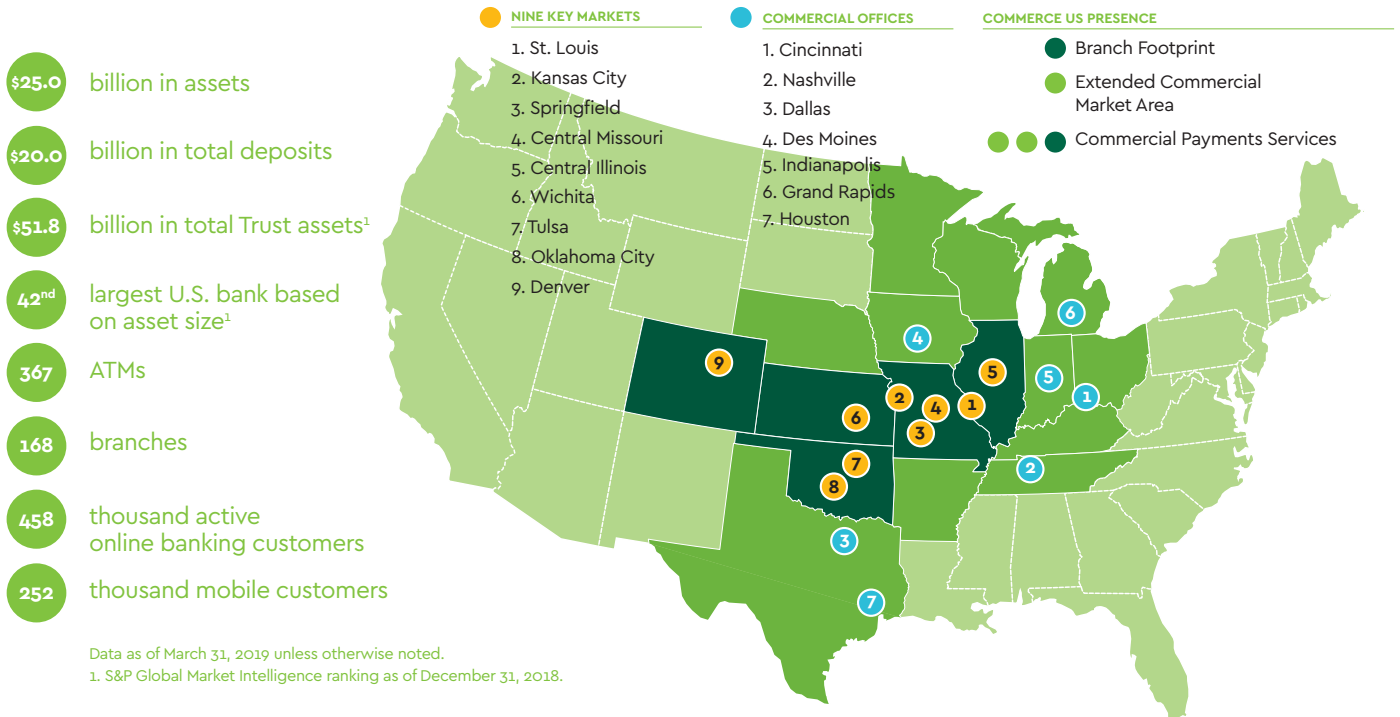 $25.0 billion in assets
$20.0 billion in total deposits
$51.8 billion in total Trust assets¹
42nd largest U.S. bank based
on asset size¹
367 ATMs
168 branches
458 thousand active
online banking customers
252 thousand mobile customers
Data as of March 31, 2019 unless otherwise noted.
1. S&P Global Market Intelligence ranking as of December 31, 2018.
NINE KEY MARKETS
1. St. Louis
2. Kansas City
3. Springfield
4. Central Missouri
5. Central Illinois
6. Wichita
7. Tulsa
8. Oklahoma City
9. Denver
COMMERCIAL OFFICES
1. Cincinnati
2. Nashville
3. Dallas
4. Des Moines
5. Indianapolis
6. Grand Rapids
7. Houston
COMMERCE US PRESENCE
Branch Footprint
Extended Commercial
Market Area
Commercial Payments Services
6
4
9
5
5
2
4
1
1
6
3
2
7
8
3
7